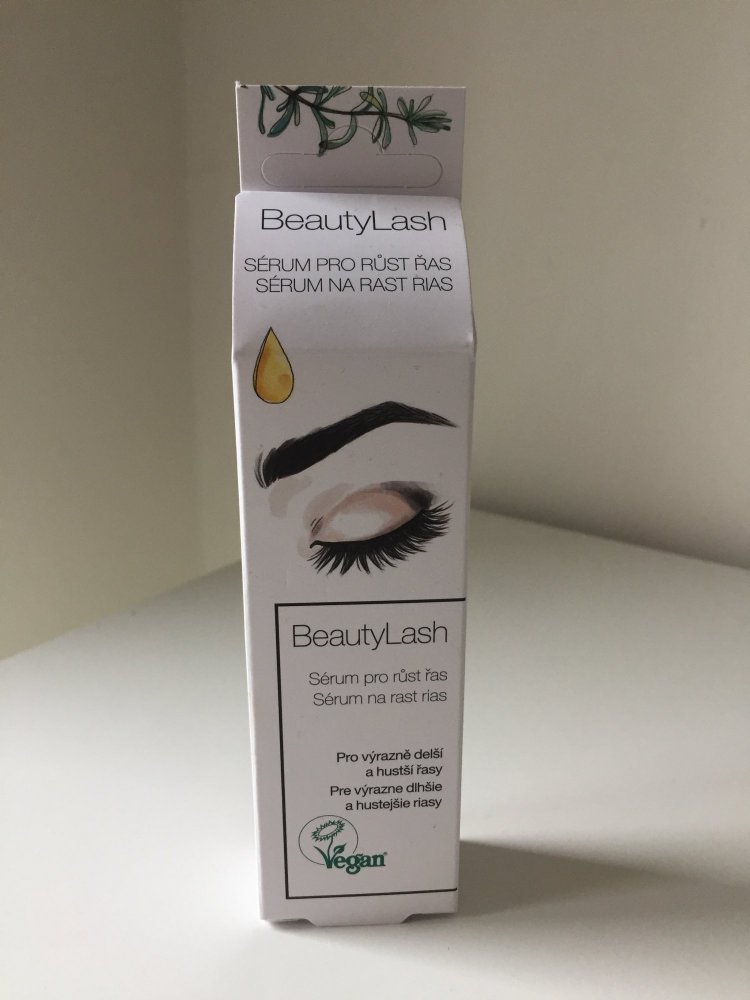 BeautyLash
SÉRUM PRO RŮST ŘAS
SÉRUM NA RAST RIAS
BeautyLash
Sérum pro růst řas
Sérum na rast rias
Pro výrazně delší
a hustší řasy
Pre výrazne dlhšie
a hustejšie riasy
Vegan®